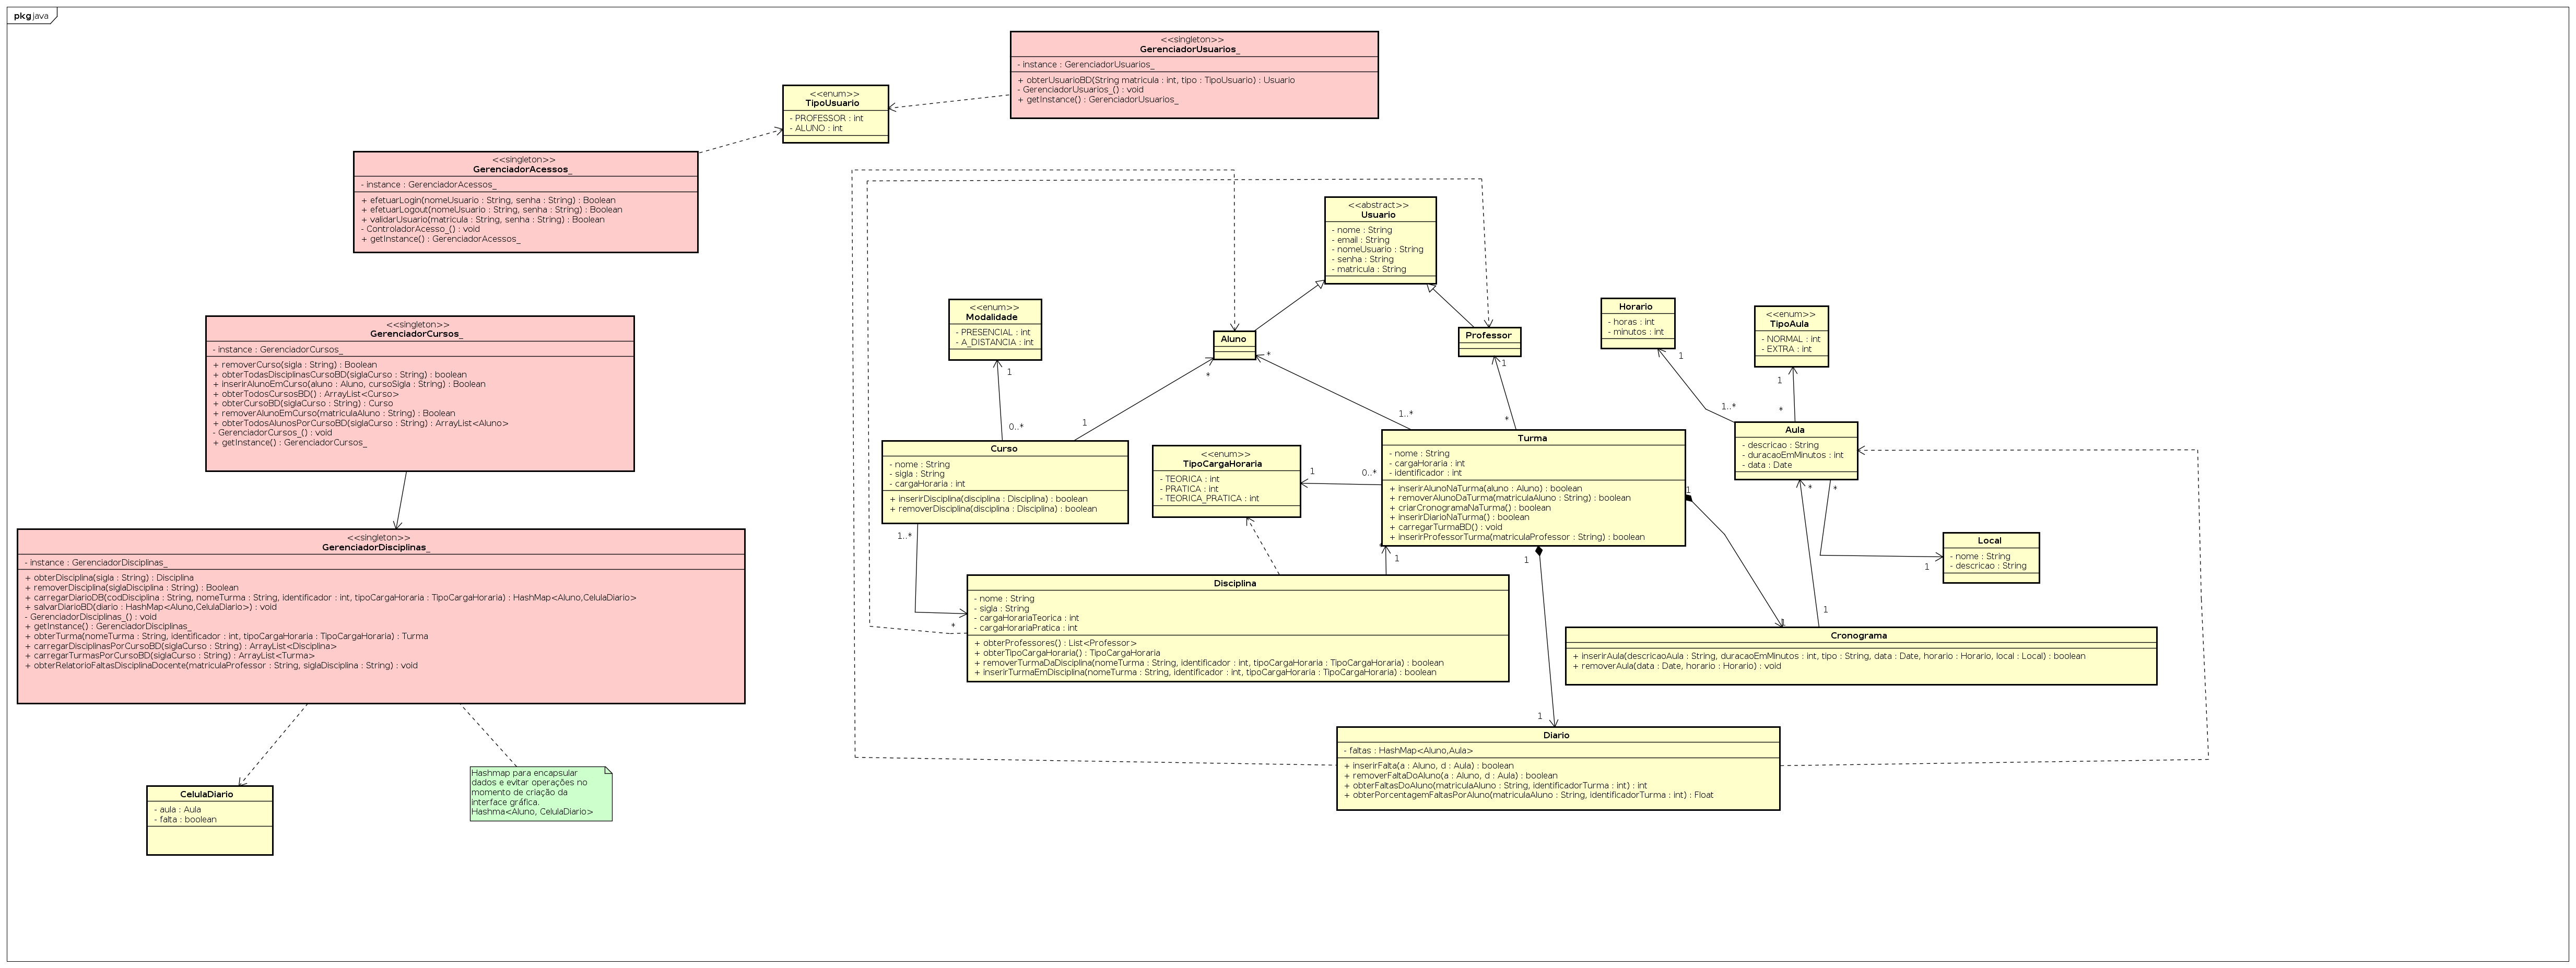 pkg java
<<singleton>>
GerenciadorUsuarios_
- instance : GerenciadorUsuarios_
+ obterUsuarioBD(String matricula : int, tipo : TipoUsuario) : Usuario
- GerenciadorUsuarios_() : void
+ getInstance() : GerenciadorUsuarios_
<<enum>>
TipoUsuario
- PROFESSOR : int
- ALUNO : int
<<singleton>>
GerenciadorAcessos_
- instance : GerenciadorAcessos_
+ efetuarLogin(nomeUsuario : String, senha : String) : Boolean
+ efetuarLogout(nomeUsuario : String, senha : String) : Boolean
+ validarUsuario(matricula : String, senha : String) : Boolean
- ControladorAcesso_() : void
+ getInstance() : GerenciadorAcessos_
<<abstract>>
Usuario
- nome : String
- email : String
- nomeUsuario : String
- senha : String
- matricula : String
<<enum>>
Modalidade
- PRESENCIAL : int
- A_DISTANCIA : int
Aluno
Professor
Horario
- horas : int
- minutos : int
<<enum>>
TipoAula
- NORMAL : int
- EXTRA : int
<<singleton>>
GerenciadorCursos_
- instance : GerenciadorCursos_
+ removerCurso(sigla : String) : Boolean
+ obterTodasDisciplinasCursoBD(siglaCurso : String) : boolean
+ inserirAlunoEmCurso(aluno : Aluno, cursoSigla : String) : Boolean
+ obterTodosCursosBD() : ArrayList<Curso>
+ obterCursoBD(siglaCurso : String) : Curso
+ removerAlunoEmCurso(matriculaAluno : String) : Boolean
+ obterTodosAlunosPorCursoBD(siglaCurso : String) : ArrayList<Aluno>
- GerenciadorCursos_() : void
+ getInstance() : GerenciadorCursos_
1
0..*
1
*
*
1..*
1
*
1
1..*
1
*
Curso
- nome : String
- sigla : String
- cargaHoraria : int
+ inserirDisciplina(disciplina : Disciplina) : boolean
+ removerDisciplina(disciplina : Disciplina) : boolean
<<enum>>
TipoCargaHoraria
- TEORICA : int
- PRATICA : int
- TEORICA_PRATICA : int
1
0..*
Turma
- nome : String
- cargaHoraria : int
- identificador : int
+ inserirAlunoNaTurma(aluno : Aluno) : boolean
+ removerAlunoDaTurma(matriculaAluno : String) : boolean
+ criarCronogramaNaTurma() : boolean
+ inserirDiarioNaTurma() : boolean
+ carregarTurmaBD() : void
+ inserirProfessorTurma(matriculaProfessor : String) : boolean
Aula
- descricao : String
- duracaoEmMinutos : int
- data : Date
1
*
*
1..*
*
1
1
Local
- nome : String
- descricao : String
1
<<singleton>>
GerenciadorDisciplinas_
- instance : GerenciadorDisciplinas_
+ obterDisciplina(sigla : String) : Disciplina
+ removerDisciplina(siglaDisciplina : String) : Boolean
+ carregarDiarioDB(codDisciplina : String, nomeTurma : String, identificador : int, tipoCargaHoraria : TipoCargaHoraria) : HashMap<Aluno,CelulaDiario>
+ salvarDiarioBD(diario : HashMap<Aluno,CelulaDiario>) : void
- GerenciadorDisciplinas_() : void
+ getInstance() : GerenciadorDisciplinas_
+ obterTurma(nomeTurma : String, identificador : int, tipoCargaHoraria : TipoCargaHoraria) : Turma
+ carregarDisciplinasPorCursoBD(siglaCurso : String) : ArrayList<Disciplina>
+ carregarTurmasPorCursoBD(siglaCurso : String) : ArrayList<Turma>
+ obterRelatorioFaltasDisciplinaDocente(matriculaProfessor : String, siglaDisciplina : String) : void
*
Disciplina
- nome : String
- sigla : String
- cargaHorariaTeorica : int
- cargaHorariaPratica : int
+ obterProfessores() : List<Professor>
+ obterTipoCargaHoraria() : TipoCargaHoraria
+ removerTurmaDaDisciplina(nomeTurma : String, identificador : int, tipoCargaHoraria : TipoCargaHoraria) : boolean
+ inserirTurmaEmDisciplina(nomeTurma : String, identificador : int, tipoCargaHoraria : TipoCargaHoraria) : boolean
1
1
Cronograma
+ inserirAula(descricaoAula : String, duracaoEmMinutos : int, tipo : String, data : Date, horario : Horario, local : Local) : boolean
+ removerAula(data : Date, horario : Horario) : void
1
Diario
- faltas : HashMap<Aluno,Aula>
+ inserirFalta(a : Aluno, d : Aula) : boolean
+ removerFaltaDoAluno(a : Aluno, d : Aula) : boolean
+ obterFaltasDoAluno(matriculaAluno : String, identificadorTurma : int) : int
+ obterPorcentagemFaltasPorAluno(matriculaAluno : String, identificadorTurma : int) : Float
CelulaDiario
- aula : Aula
- falta : boolean
Hashmap para encapsular
dados e evitar operações no
momento de criação da
interface gráfica.
Hashma<Aluno, CelulaDiario>